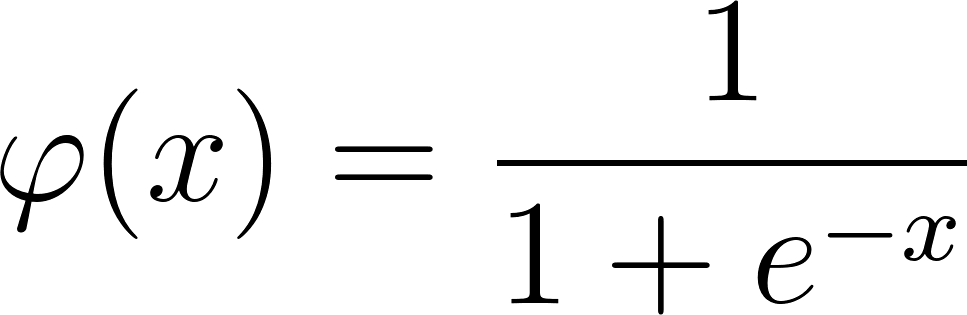 φ(x) = 1 / (1 + e^{-x})